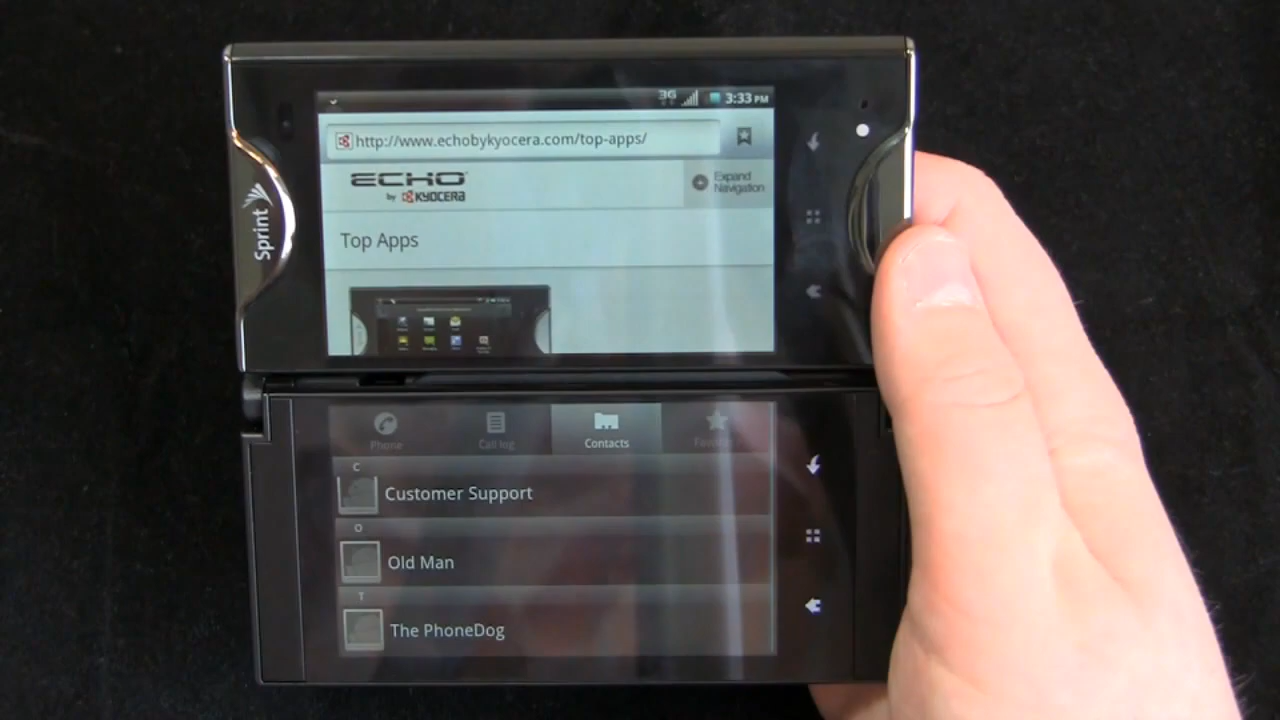 3G 3:33 PM
http://www.echobykyocera.com/top-apps/
ECHO
by KYOCERA
Expand
Navigation
Sprint
Top Apps
Phone
Call log
Contacts
C
Customer Support
O
Old Man
T
The PhoneDog